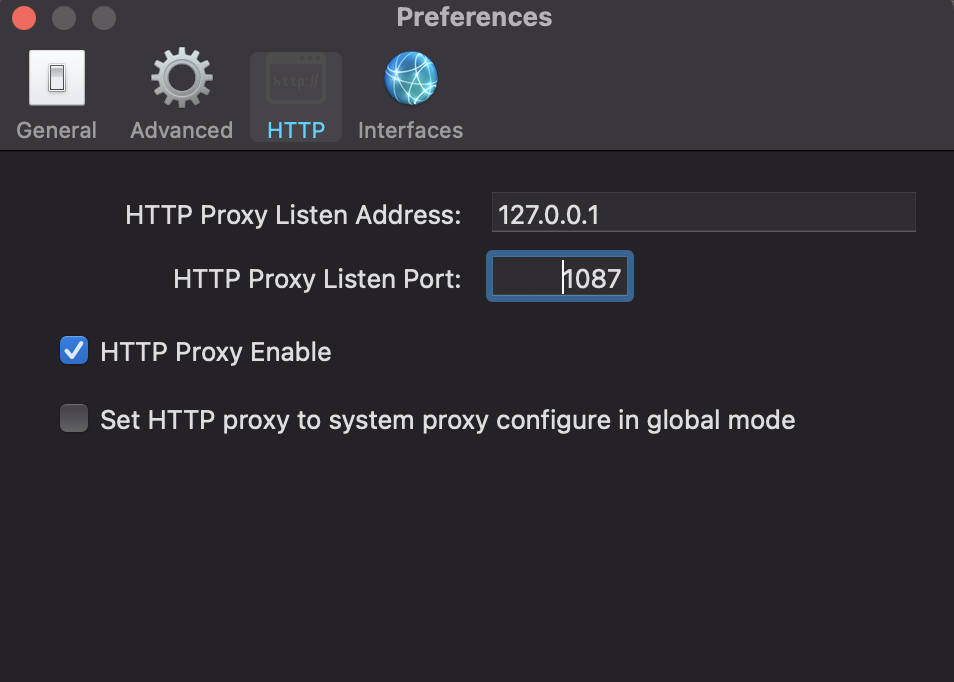 Preferences
General Advanced HTTP Interfaces
http://
HTTP Proxy Listen Address: 127.0.0.1
HTTP Proxy Listen Port: 1087
HTTP Proxy Enable
Set HTTP proxy to system proxy configure in global mode